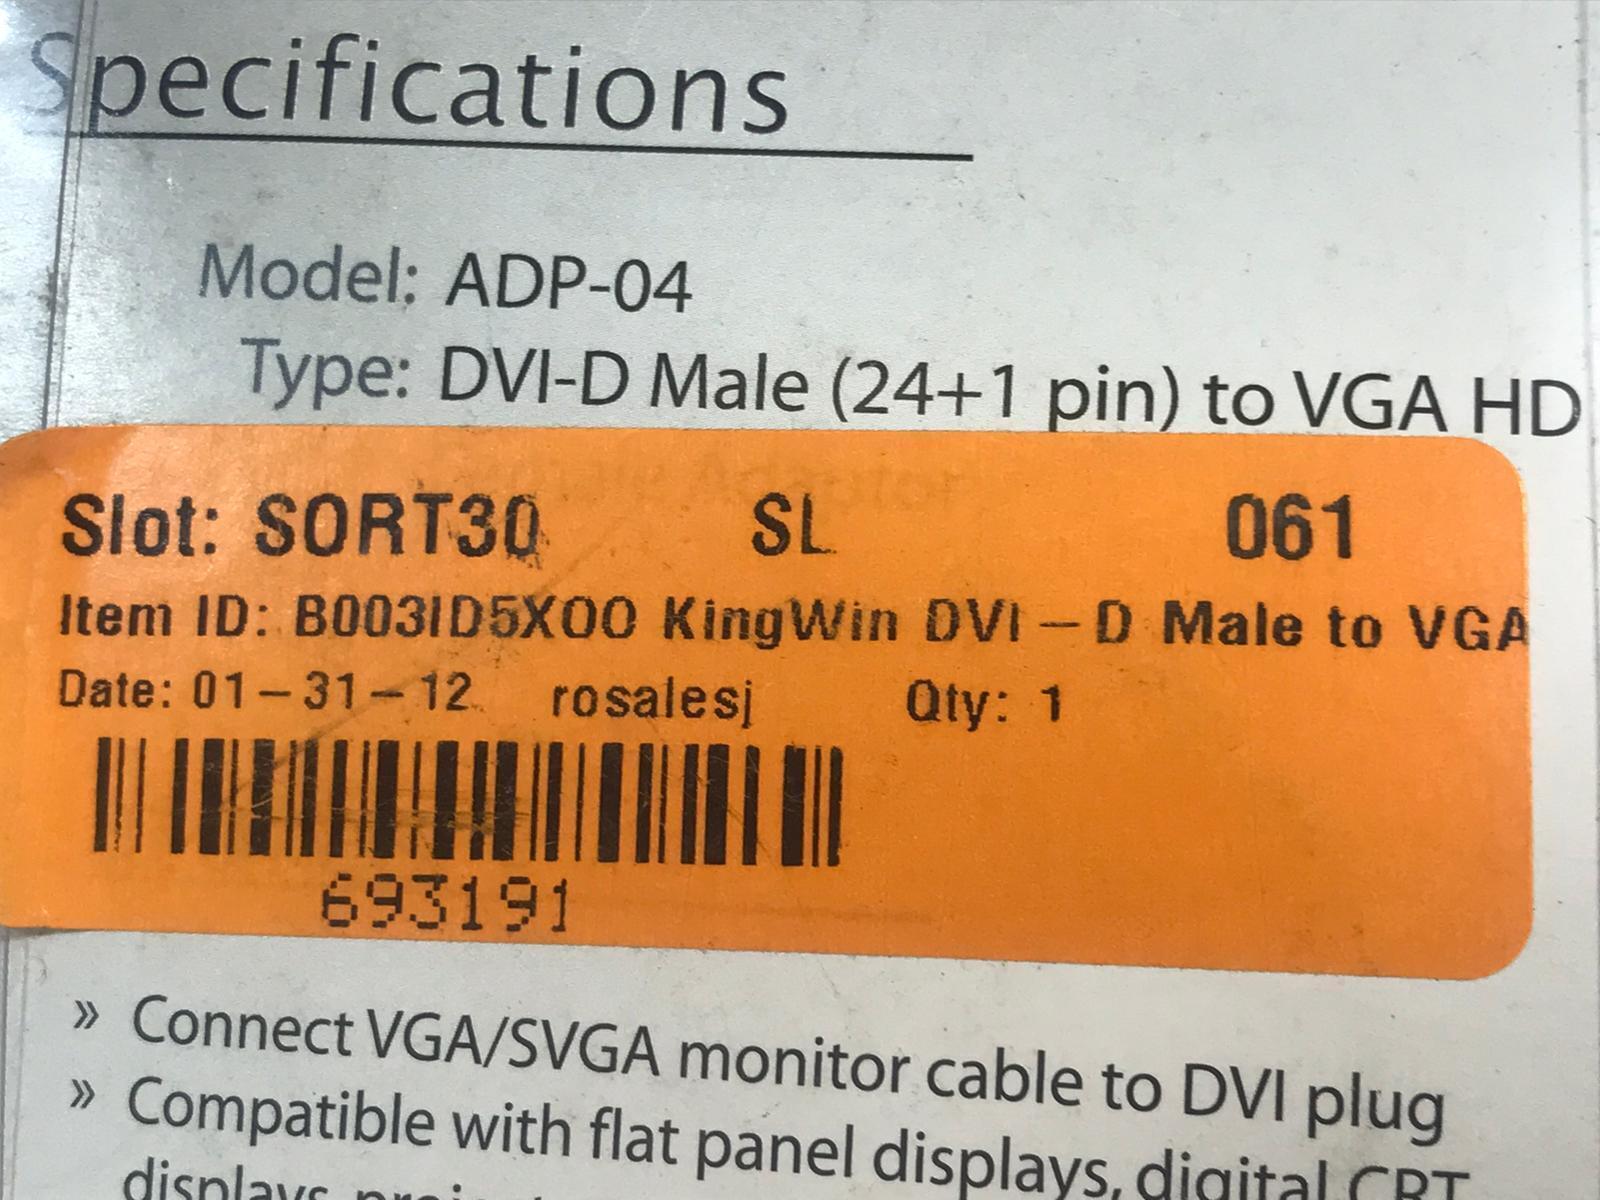 Specifications
Model: ADP-04
Type: DVI-D Male (24+1 pin) to VGA HD
Slot: SORT30 SL 061
Item ID: B003ID5XOO KingWin DVI-D Male to VGA
Date: 01-31-12 rosalesj Qty: 1
693191
» Connect VGA/SVGA monitor cable to DVI plug
» Compatible with flat panel displays, digital CRT
displays,